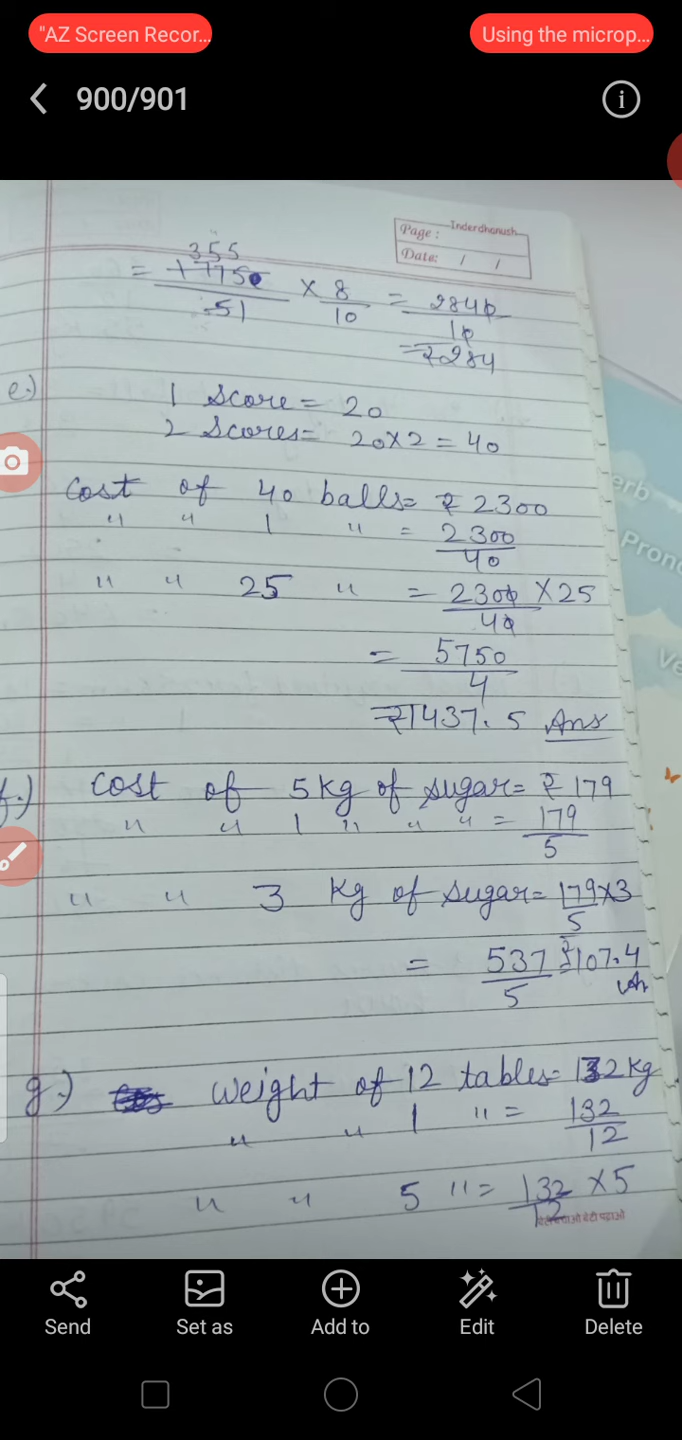 "AZ Screen Recor...
Using the microp...
900/901
Inderdhanush
Page :
Date: / /
355
= 17750 / 51 × 8/10 = 2840/10
= ₹284
e.) 1 Score = 20
2 Scores = 20×2 = 40
Cost of 40 balls = ₹ 2300
" " 1 " = 2300/40
" " 25 " = 2300 × 25 / 40
= 5750/4
= ₹1437.5 Ans
f.) Cost of 5 kg of sugar = ₹ 179
" " 1 " " " = 179/5
" " 3 kg of sugar = 179×3/5
= 537/5 = ₹107.4
g.) Weight of 12 tables = 132 kg
" " 1 " = 132/12
" " 5 " = 132 × 5 / 12
erb
Prono
Ve
Send
Set as
Add to
Edit
Delete